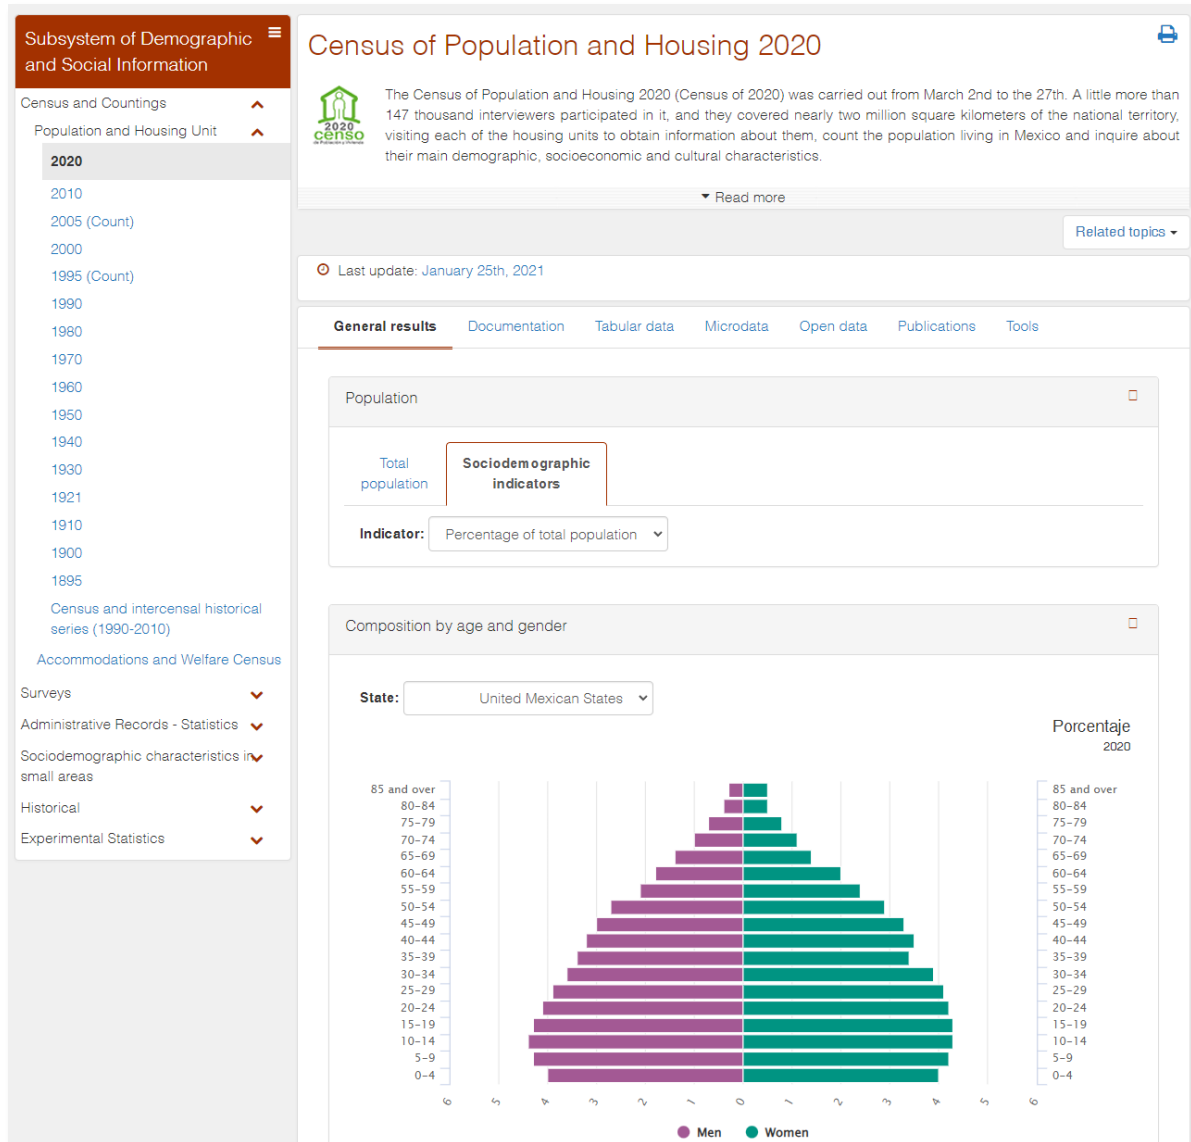 Subsystem of Demographic
and Social Information
Census and Countings
Population and Housing Unit
2020
2010
2005 (Count)
2000
1995 (Count)
1990
1980
1970
1960
1950
1940
1930
1921
1910
1900
1895
Census and intercensal historical
series (1990-2010)
Accommodations and Welfare Census
Surveys
Administrative Records - Statistics
Sociodemographic characteristics in
small areas
Historical
Experimental Statistics
Census of Population and Housing 2020
2020
censo
de Población y Vivienda
The Census of Population and Housing 2020 (Census of 2020) was carried out from March 2nd to the 27th. A little more than
147 thousand interviewers participated in it, and they covered nearly two million square kilometers of the national territory,
visiting each of the housing units to obtain information about them, count the population living in Mexico and inquire about
their main demographic, socioeconomic and cultural characteristics.
Read more
Related topics
Last update: January 25th, 2021
General results Documentation Tabular data Microdata Open data Publications Tools
Population
Total
population
Sociodemographic
indicators
Indicator: Percentage of total population
Composition by age and gender
State: United Mexican States
Porcentaje
2020
85 and over 85 and over
80-84 80-84
75-79 75-79
70-74 70-74
65-69 65-69
60-64 60-64
55-59 55-59
50-54 50-54
45-49 45-49
40-44 40-44
35-39 35-39
30-34 30-34
25-29 25-29
20-24 20-24
15-19 15-19
10-14 10-14
5-9 5-9
0-4 0-4
6 5 4 3 2 1 0 1 2 3 4 5 6
Men Women